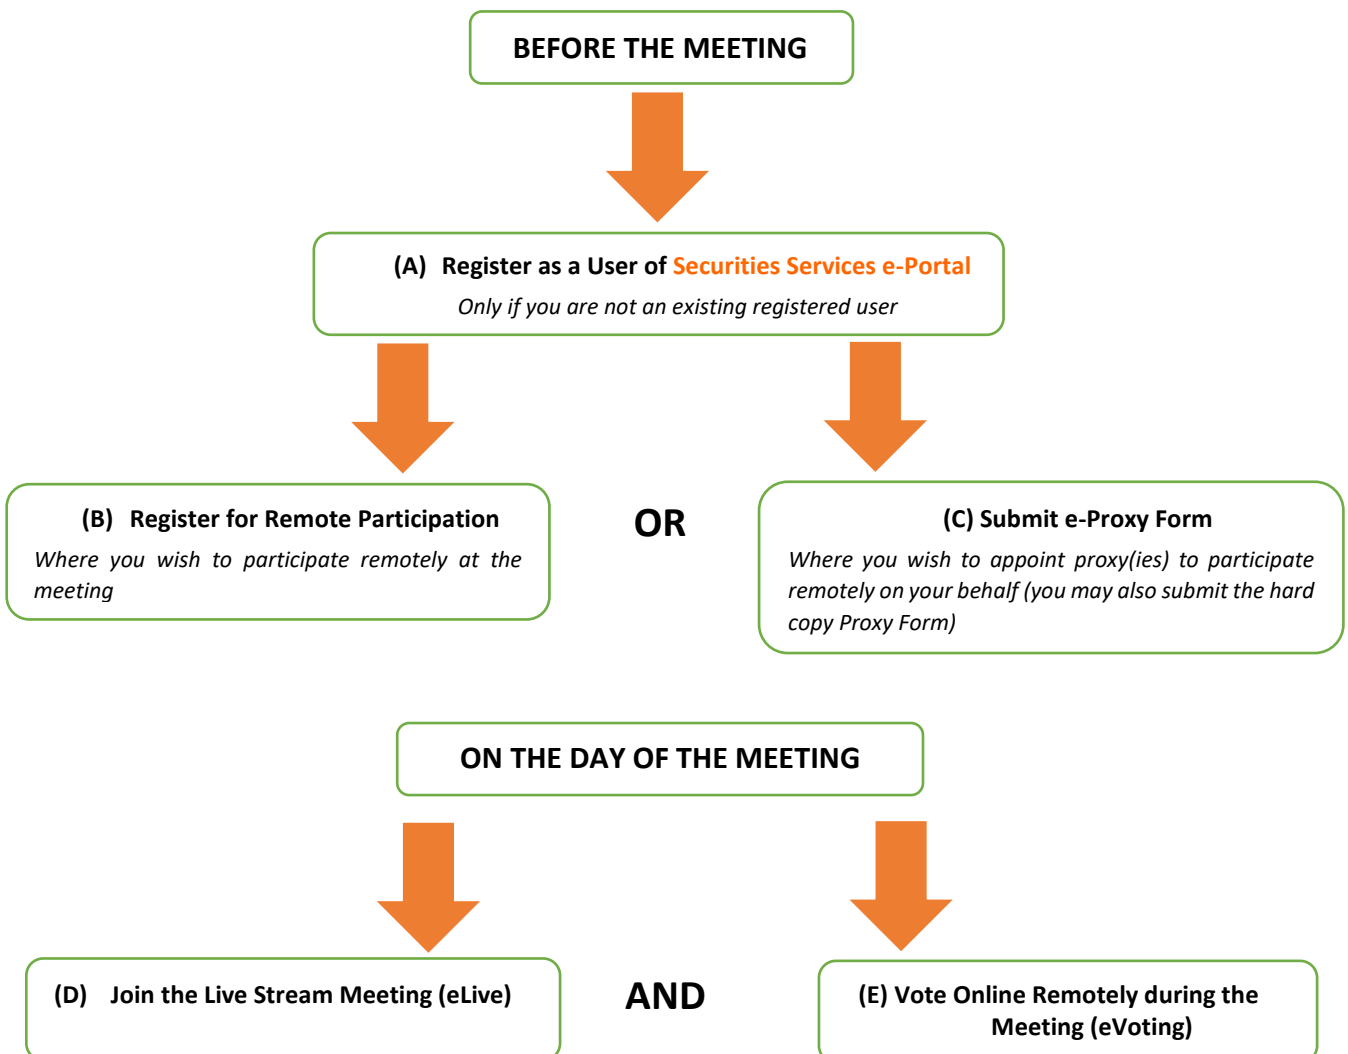 BEFORE THE MEETING
(A) Register as a User of Securities Services e-Portal
Only if you are not an existing registered user
(B) Register for Remote Participation
Where you wish to participate remotely at the
meeting
OR
(C) Submit e-Proxy Form
Where you wish to appoint proxy(ies) to participate
remotely on your behalf (you may also submit the hard
copy Proxy Form)
ON THE DAY OF THE MEETING
(D) Join the Live Stream Meeting (eLive)
AND
(E) Vote Online Remotely during the
Meeting (eVoting)